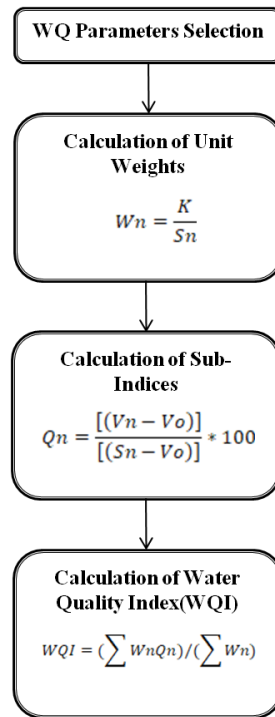 WQ Parameters Selection
Calculation of Unit
Weights
Wn = K / Sn
Calculation of Sub-
Indices
Qn = [(Vn − Vo)] / [(Sn − Vo)] * 100
Calculation of Water
Quality Index(WQI)
WQI = (∑ WnQn)/(∑ Wn)